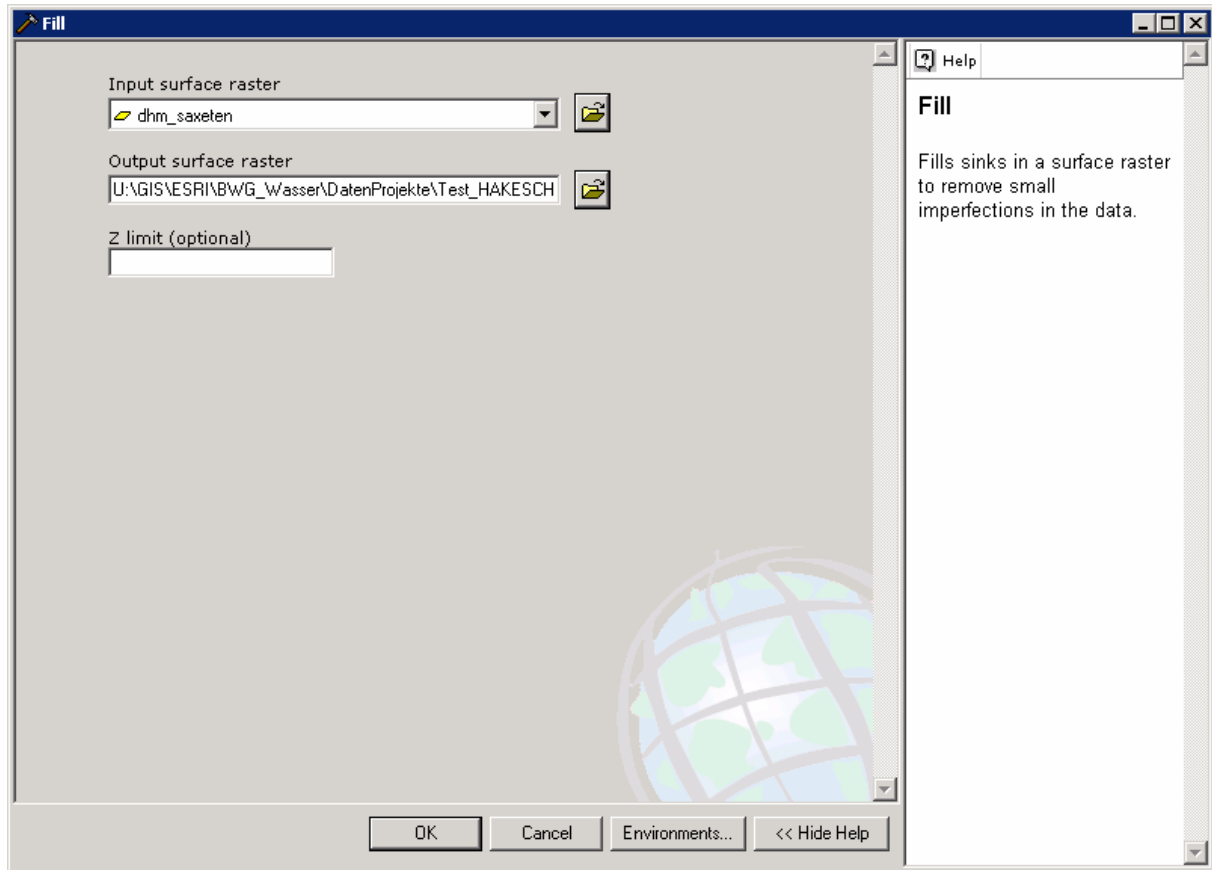 Fill
Input surface raster
dhm_saxeten
Output surface raster
U:\GIS\ESRI\BWG_Wasser\DatenProjekte\Test_HAKESCH
Z limit (optional)
OK
Cancel
Environments...
<< Hide Help
Help
Fill
Fills sinks in a surface raster
to remove small
imperfections in the data.